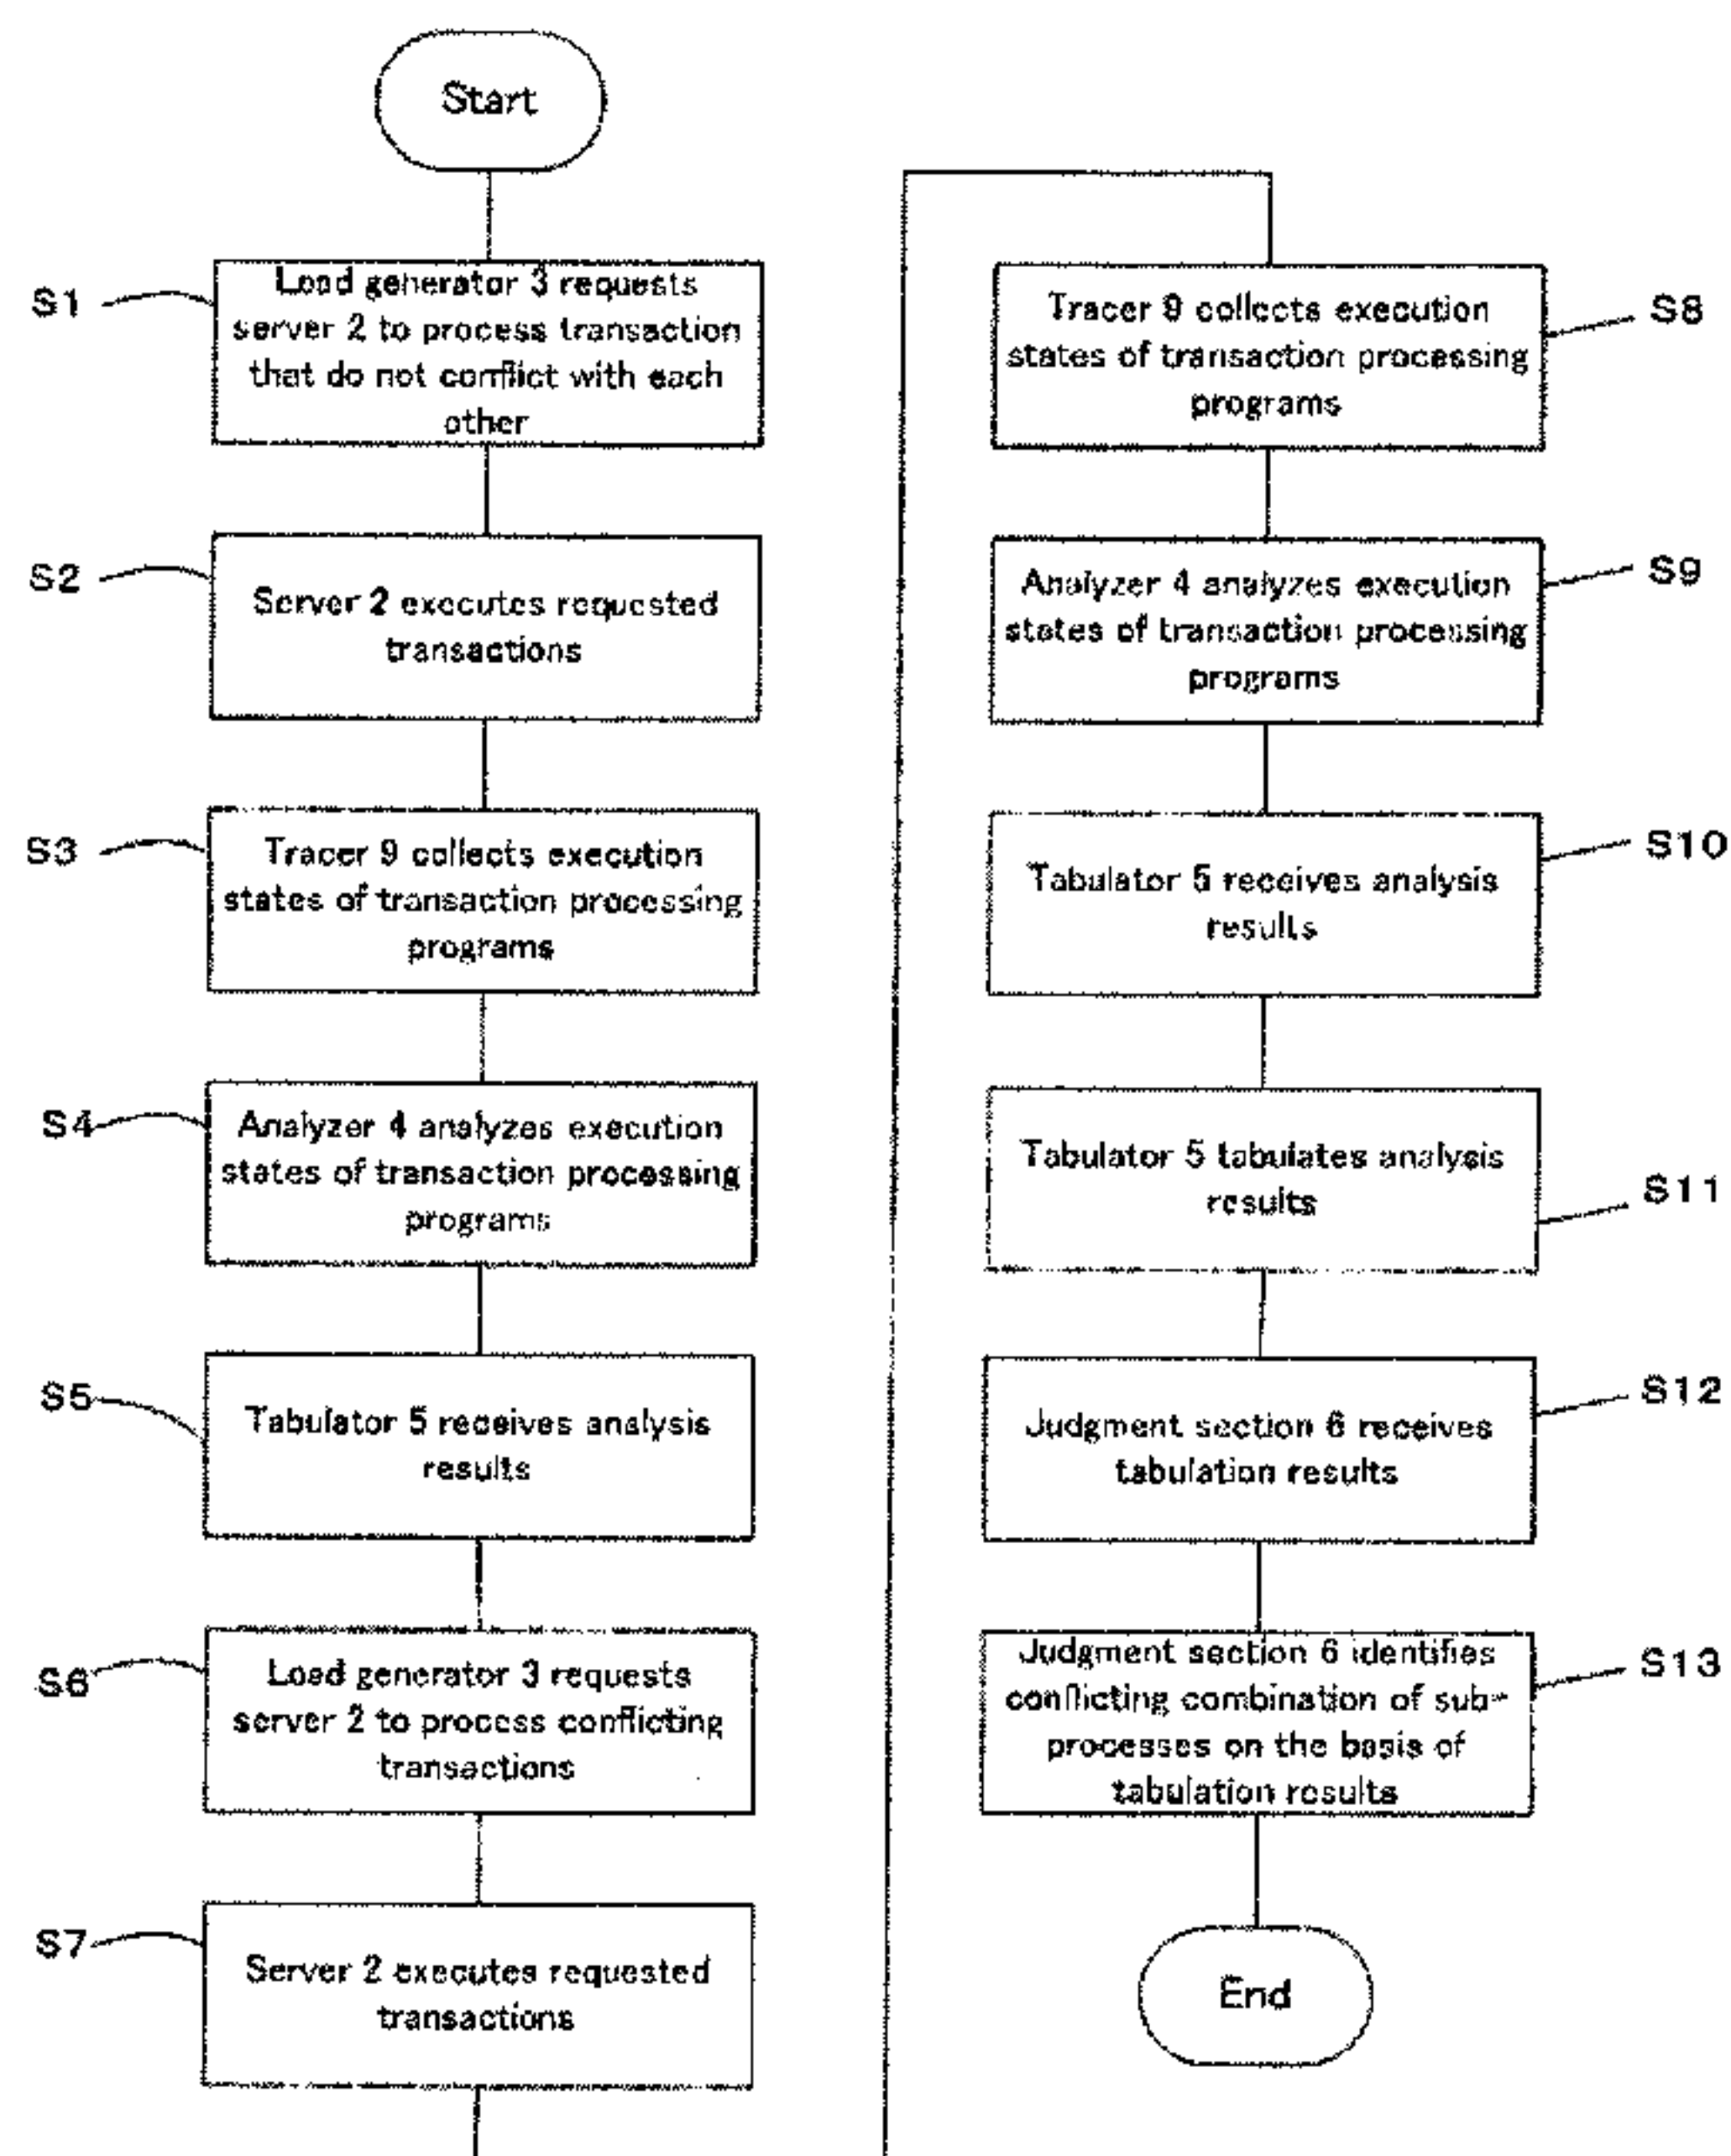 Start
S1
Load generator 3 requests
server 2 to process transaction
that do not conflict with each
other
S2
Server 2 executes requested
transactions
S3
Tracer 9 collects execution
states of transaction processing
programs
S4
Analyzer 4 analyzes execution
states of transaction processing
programs
S5
Tabulator 5 receives analysis
results
S6
Load generator 3 requests
server 2 to process conflicting
transactions
S7
Server 2 executes requested
transactions
Tracer 9 collects execution
states of transaction processing
programs
S8
Analyzer 4 analyzes execution
states of transaction processing
programs
S9
Tabulator 5 receives analysis
results
S10
Tabulator 5 tabulates analysis
results
S11
Judgment section 6 receives
tabulation results
S12
Judgment section 6 identifies
conflicting combination of sub-
processes on the basis of
tabulation results
S13
End